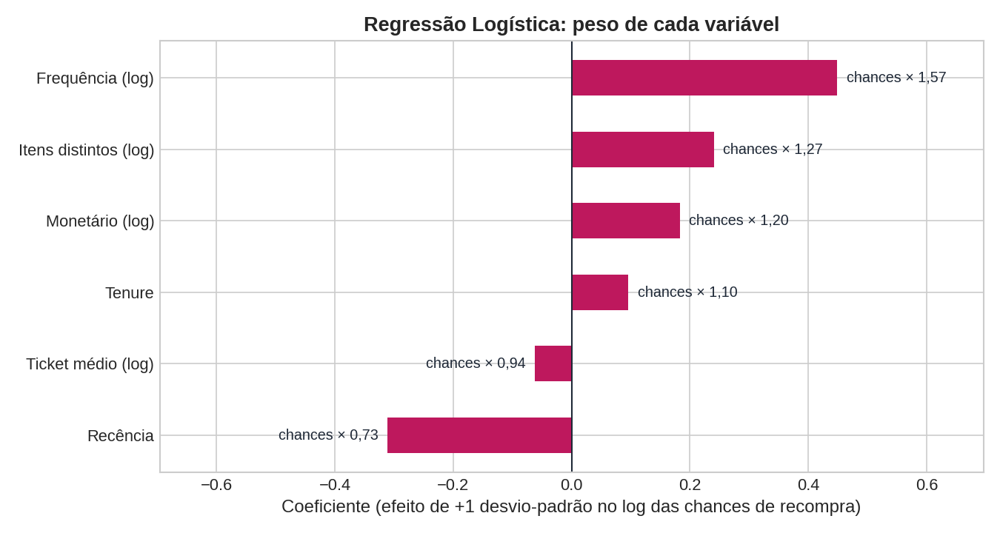 Regressão Logística: peso de cada variável
Frequência (log)
chances × 1,57
Itens distintos (log)
chances × 1,27
Monetário (log)
chances × 1,20
Tenure
chances × 1,10
Ticket médio (log)
chances × 0,94
Recência
chances × 0,73
−0.6 −0.4 −0.2 0.0 0.2 0.4 0.6
Coeficiente (efeito de +1 desvio-padrão no log das chances de recompra)